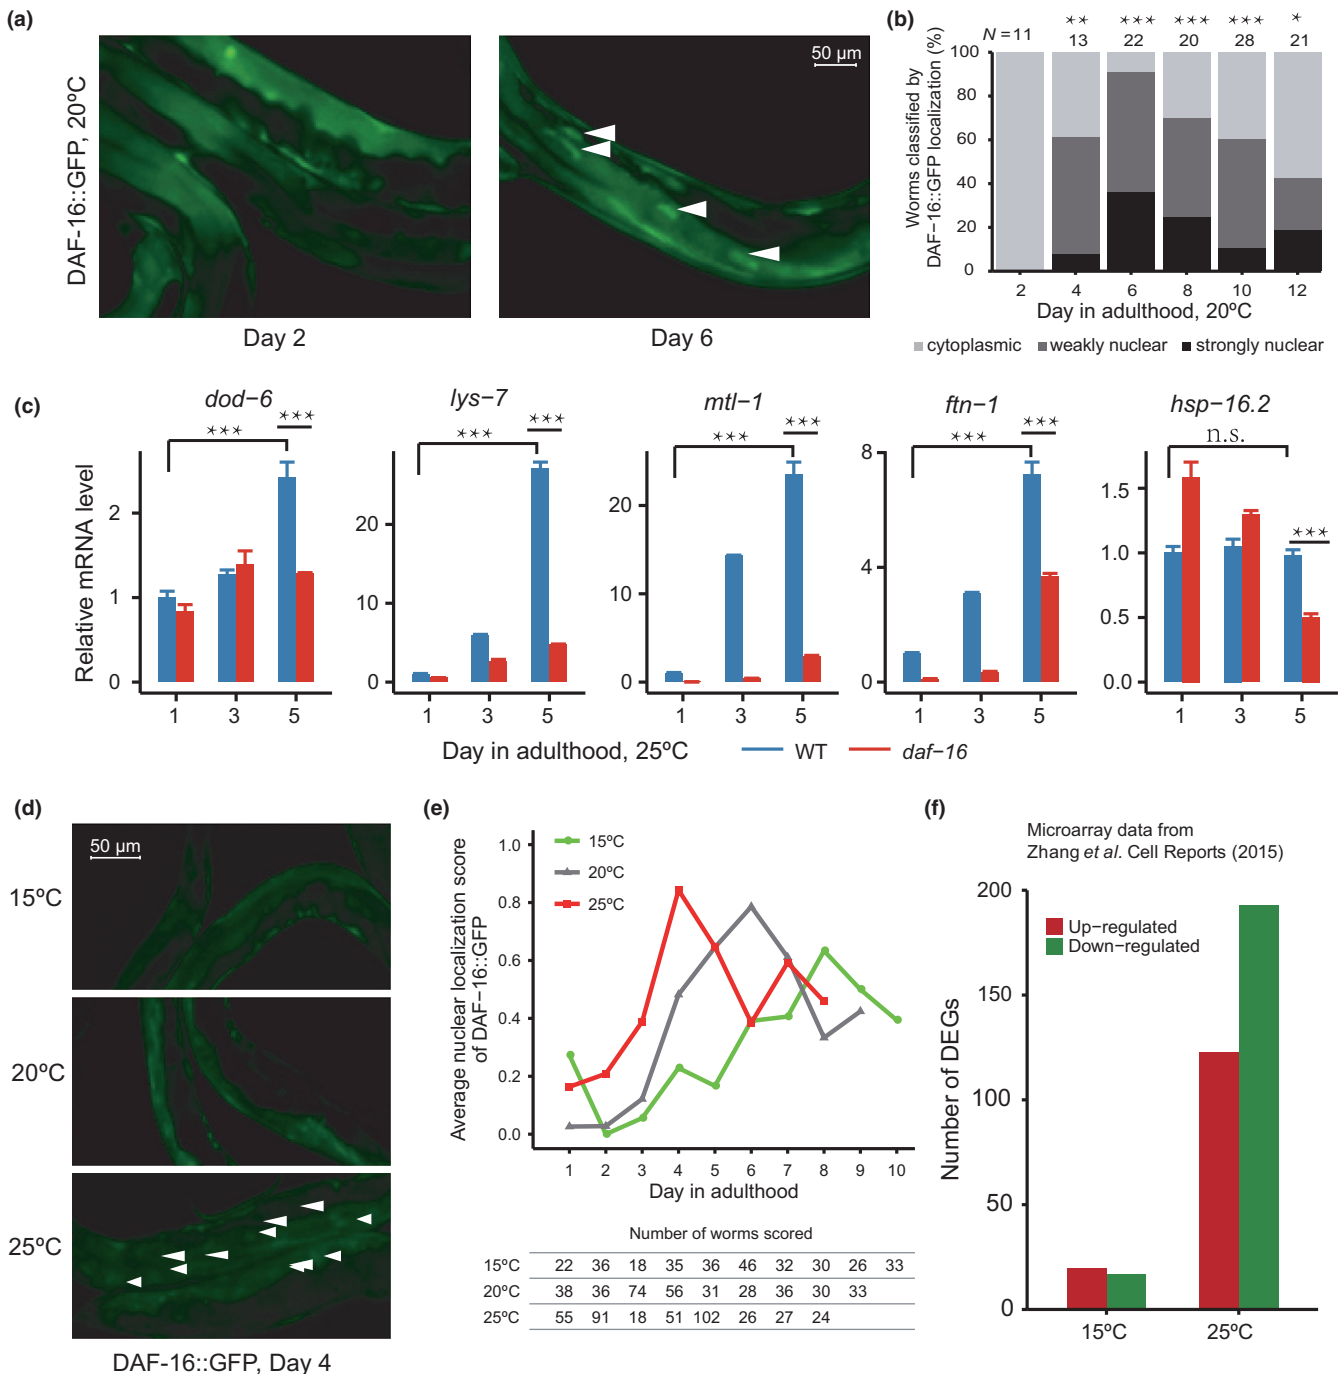 (a)
DAF-16::GFP, 20ºC
50 µm
Day 2
Day 6
(b)
** *** *** *** *
N = 11 13 22 20 28 21
Worms classified by
DAF−16::GFP localization (%)
100
80
60
40
20
0
2 4 6 8 10 12
Day in adulthood, 20ºC
cytoplasmic weakly nuclear strongly nuclear
(c)
Relative mRNA level
dod−6
***
***
2
1
0
1 3 5
lys−7
***
***
20
10
0
1 3 5
mtl−1
***
***
20
10
0
1 3 5
ftn−1
***
***
8
4
0
1 3 5
hsp−16.2
n.s.
***
1.5
1.0
0.5
0.0
1 3 5
Day in adulthood, 25ºC WT daf−16
(d)
50 µm
15ºC
20ºC
25ºC
DAF-16::GFP, Day 4
(e)
Average nuclear localization score
of DAF−16::GFP
1.0
0.8
0.6
0.4
0.2
0.0
15ºC
20ºC
25ºC
1 2 3 4 5 6 7 8 9 10
Day in adulthood
Number of worms scored
15ºC 22 36 18 35 36 46 32 30 26 33
20ºC 38 36 74 56 31 28 36 30 33
25ºC 55 91 18 51 102 26 27 24
(f)
Microarray data from
Zhang et al. Cell Reports (2015)
Number of DEGs
200
150
100
50
0
Up−regulated
Down−regulated
15ºC 25ºC